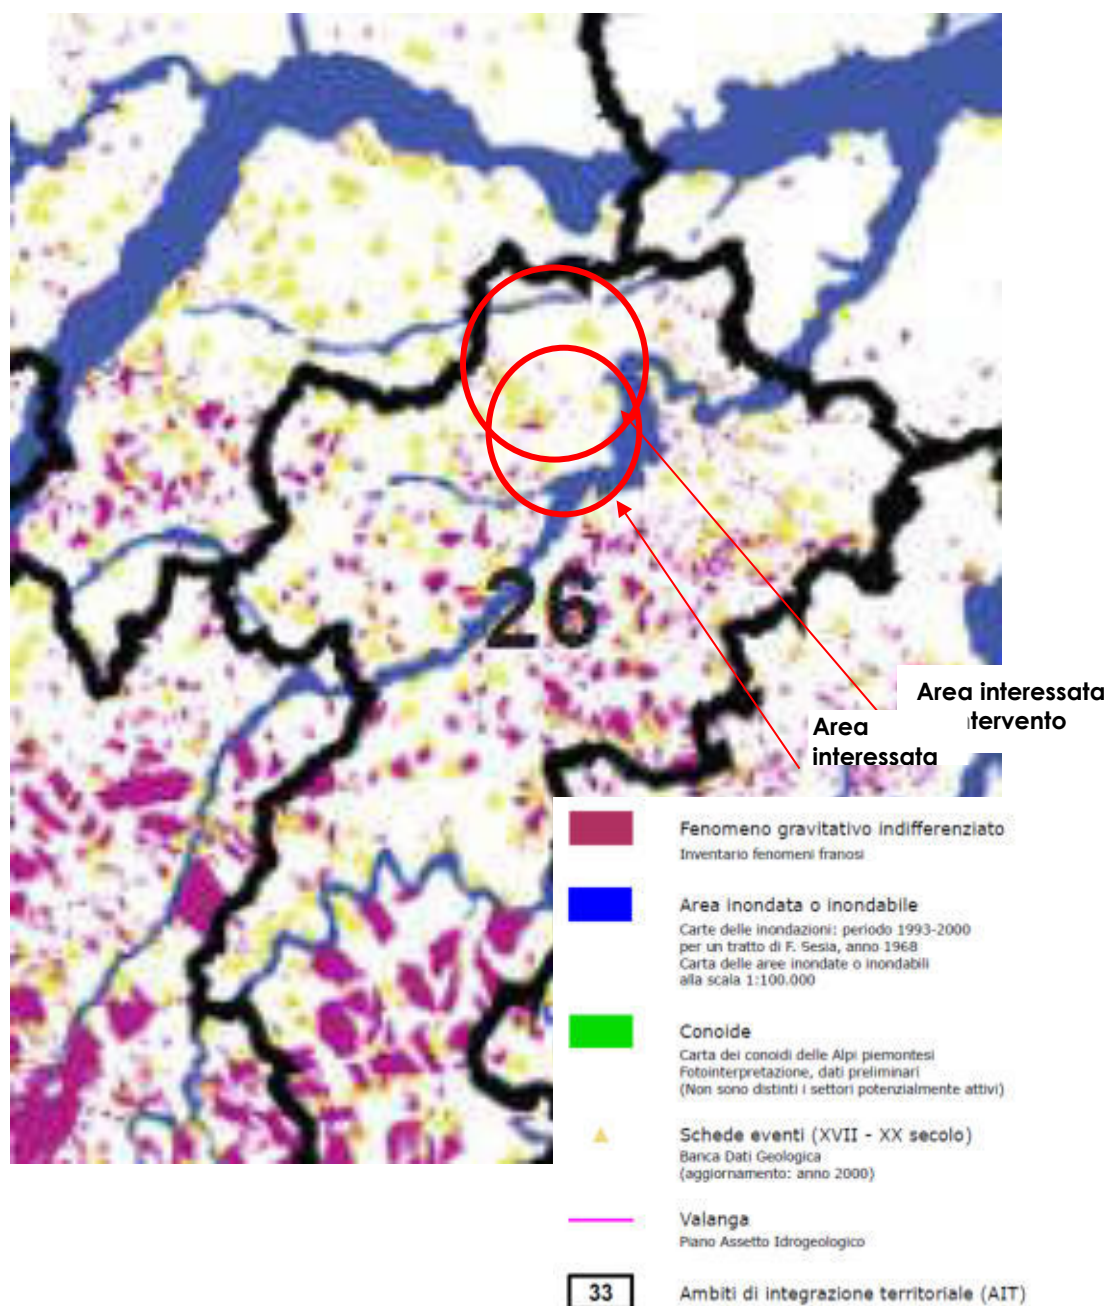 26
Area interessata
ntervento
Area
interessata
Fenomeno gravitativo indifferenziato
Inventario fenomeni franosi
Area inondata o inondabile
Carte delle inondazioni: periodo 1993-2000
per un tratto di F. Sesia, anno 1968
Carta delle aree inondate o inondabili
alla scala 1:100.000
Conoide
Carta dei conoidi delle Alpi piemontesi
Fotointerpretazione, dati preliminari
(Non sono distinti i settori potenzialmente attivi)
Schede eventi (XVII - XX secolo)
Banca Dati Geologica
(aggiornamento: anno 2000)
Valanga
Piano Assetto Idrogeologico
33 Ambiti di integrazione territoriale (AIT)